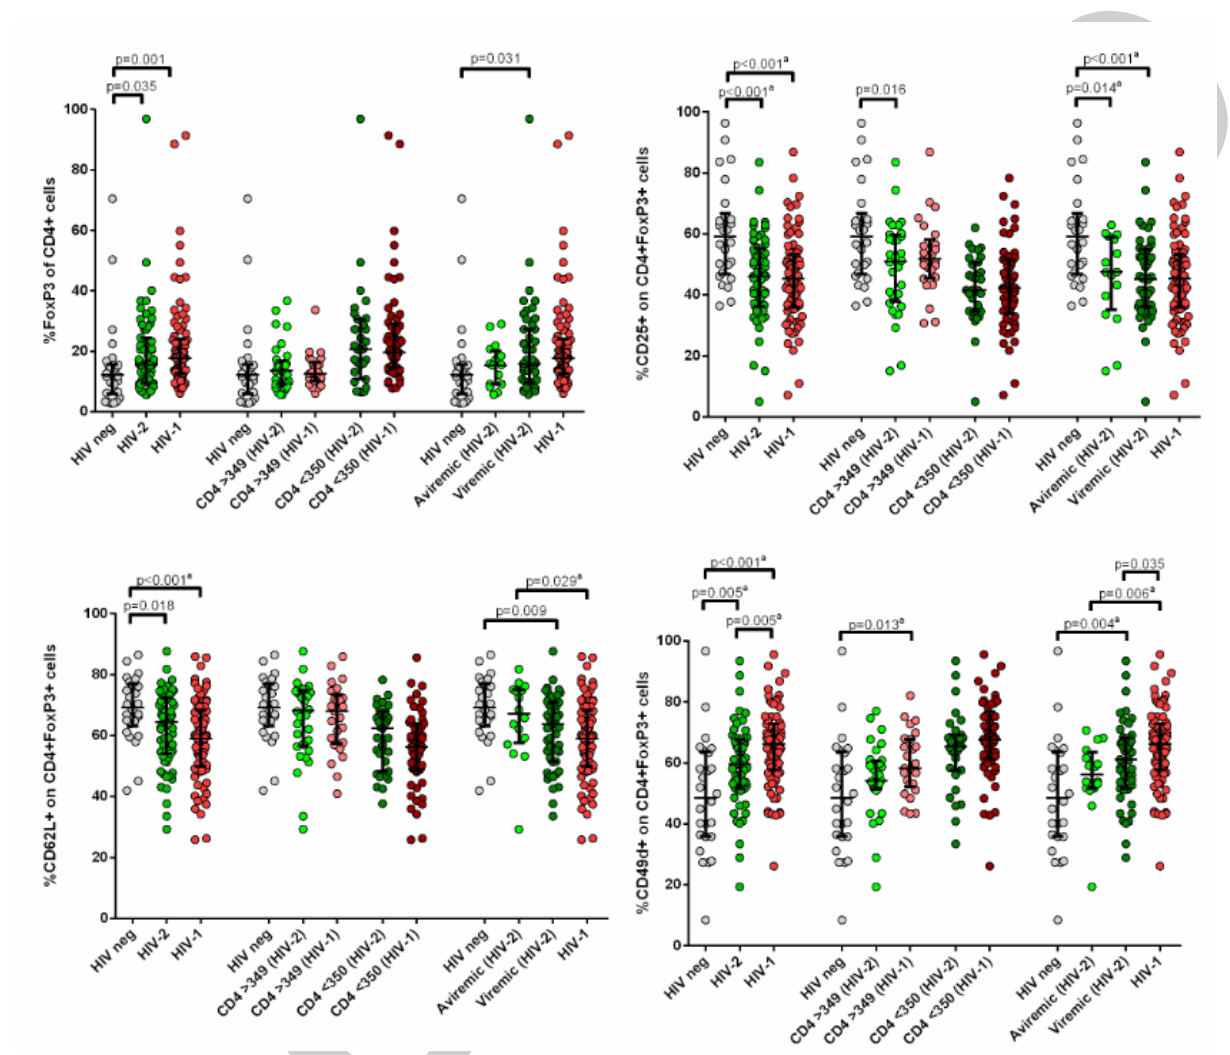 p=0.001
p=0.035
p=0.031
%FoxP3 of CD4+ cells
100
80
60
40
20
0
HIV neg
HIV-2
HIV-1
HIV neg
CD4 >349 (HIV-2)
CD4 >349 (HIV-1)
CD4 <350 (HIV-2)
CD4 <350 (HIV-1)
HIV neg
Aviremic (HIV-2)
Viremic (HIV-2)
HIV-1
p<0.001ª
p<0.001ª
p=0.016
p<0.001ª
p=0.014ª
%CD25+ on CD4+FoxP3+ cells
100
80
60
40
20
0
HIV neg
HIV-2
HIV-1
HIV neg
CD4 >349 (HIV-2)
CD4 >349 (HIV-1)
CD4 <350 (HIV-2)
CD4 <350 (HIV-1)
HIV neg
Aviremic (HIV-2)
Viremic (HIV-2)
HIV-1
p<0.001ª
p=0.018
p=0.029ª
p=0.009
%CD62L+ on CD4+FoxP3+ cells
100
80
60
40
20
0
HIV neg
HIV-2
HIV-1
HIV neg
CD4 >349 (HIV-2)
CD4 >349 (HIV-1)
CD4 <350 (HIV-2)
CD4 <350 (HIV-1)
HIV neg
Aviremic (HIV-2)
Viremic (HIV-2)
HIV-1
p<0.001ª
p=0.005ª
p=0.005ª
p=0.013ª
p=0.035
p=0.006ª
p=0.004ª
%CD49d+ on CD4+FoxP3+ cells
100
80
60
40
20
0
HIV neg
HIV-2
HIV-1
HIV neg
CD4 >349 (HIV-2)
CD4 >349 (HIV-1)
CD4 <350 (HIV-2)
CD4 <350 (HIV-1)
HIV neg
Aviremic (HIV-2)
Viremic (HIV-2)
HIV-1